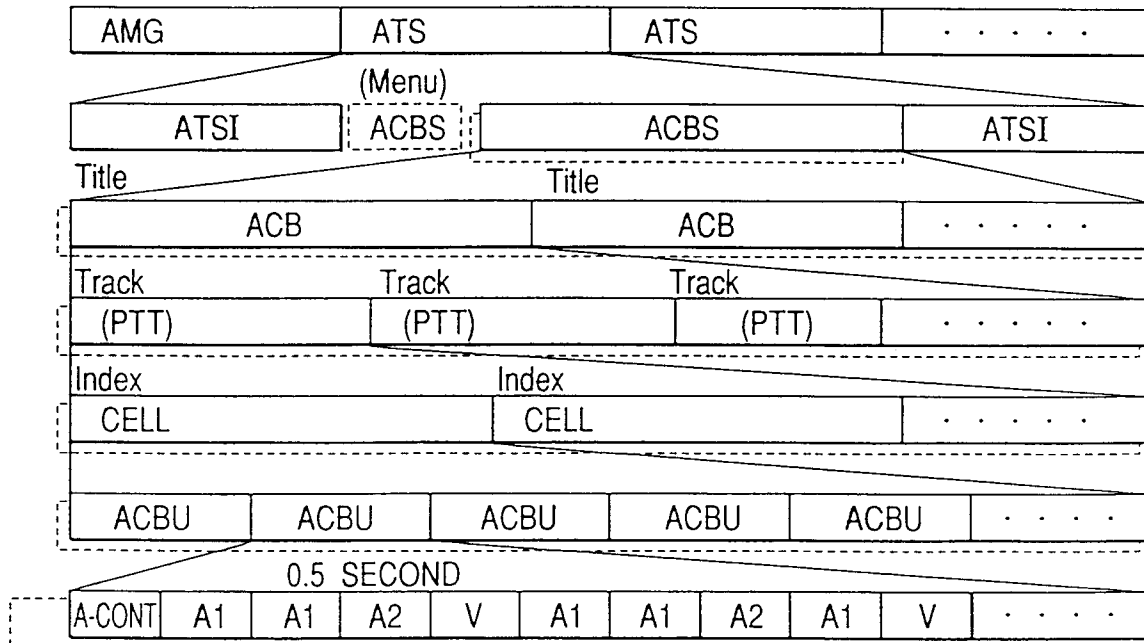 AMG ATS ATS . . . . .
(Menu)
ATSI ACBS ACBS ATSI
Title Title
ACB ACB . . . . .
Track Track Track
(PTT) (PTT) (PTT) . . . . .
Index Index
CELL CELL . . . . .
ACBU ACBU ACBU ACBU ACBU . . . .
0.5 SECOND
A-CONT A1 A1 A2 V A1 A1 A2 A1 V . . . .